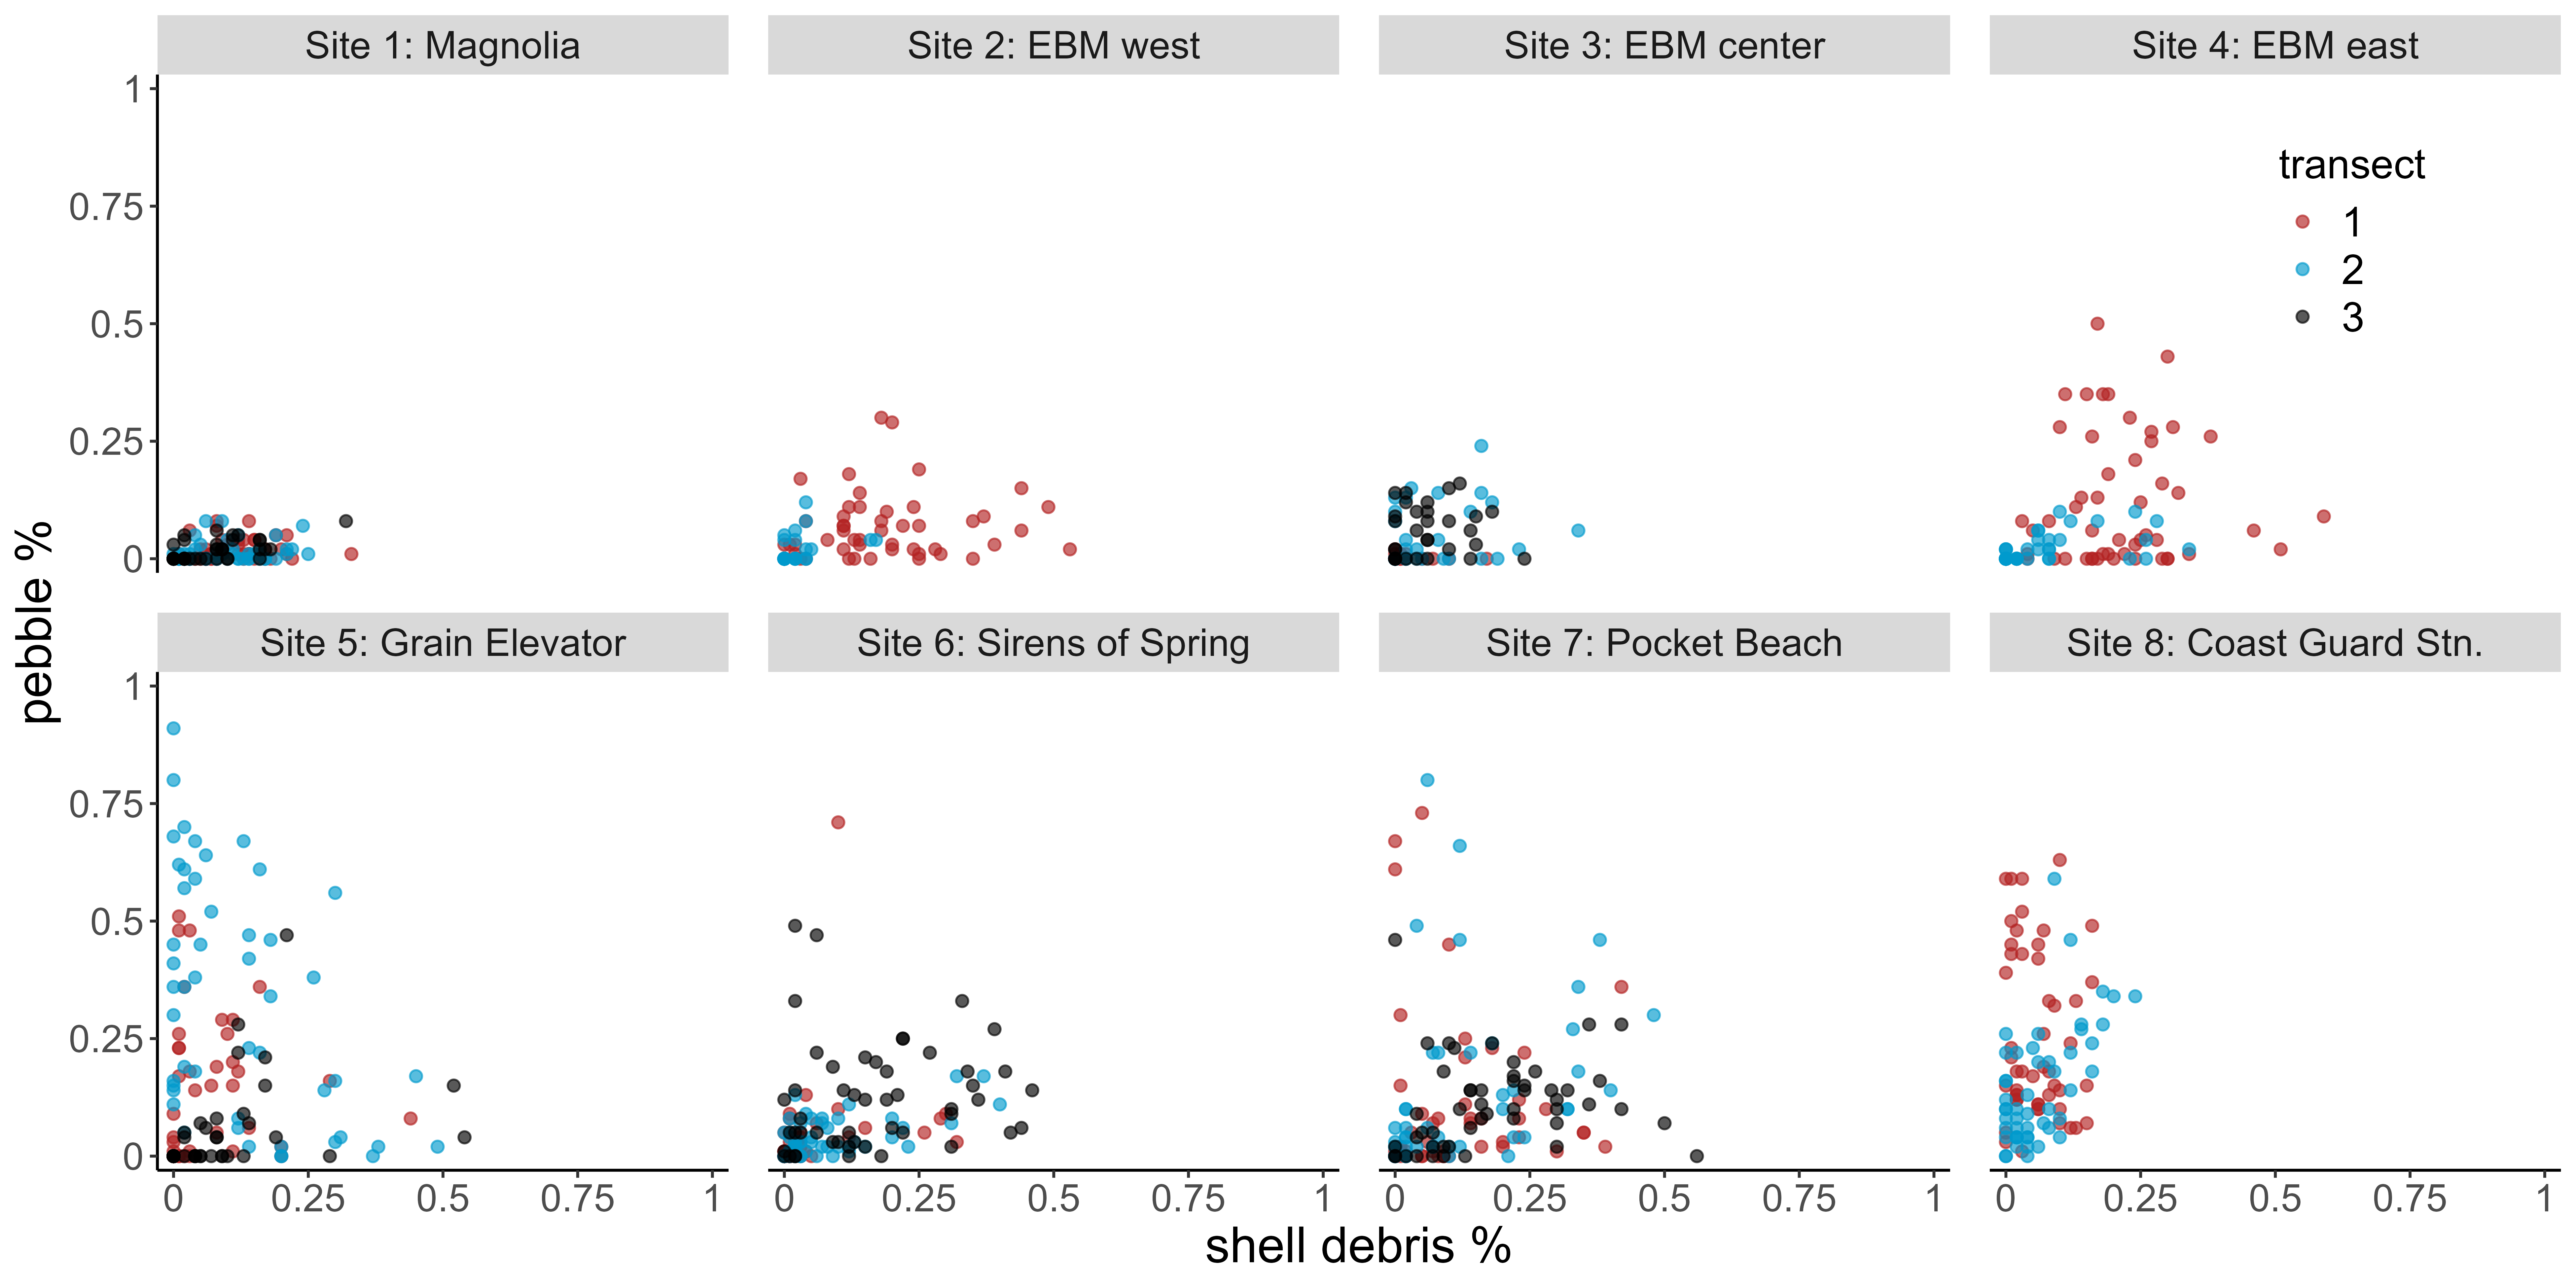 Site 1: Magnolia
Site 2: EBM west
Site 3: EBM center
Site 4: EBM east
1
0.75
0.5
0.25
0
transect
1
2
3
pebble %
Site 5: Grain Elevator
Site 6: Sirens of Spring
Site 7: Pocket Beach
Site 8: Coast Guard Stn.
1
0.75
0.5
0.25
0
0 0.25 0.5 0.75 1
0 0.25 0.5 0.75 1
0 0.25 0.5 0.75 1
0 0.25 0.5 0.75 1
shell debris %